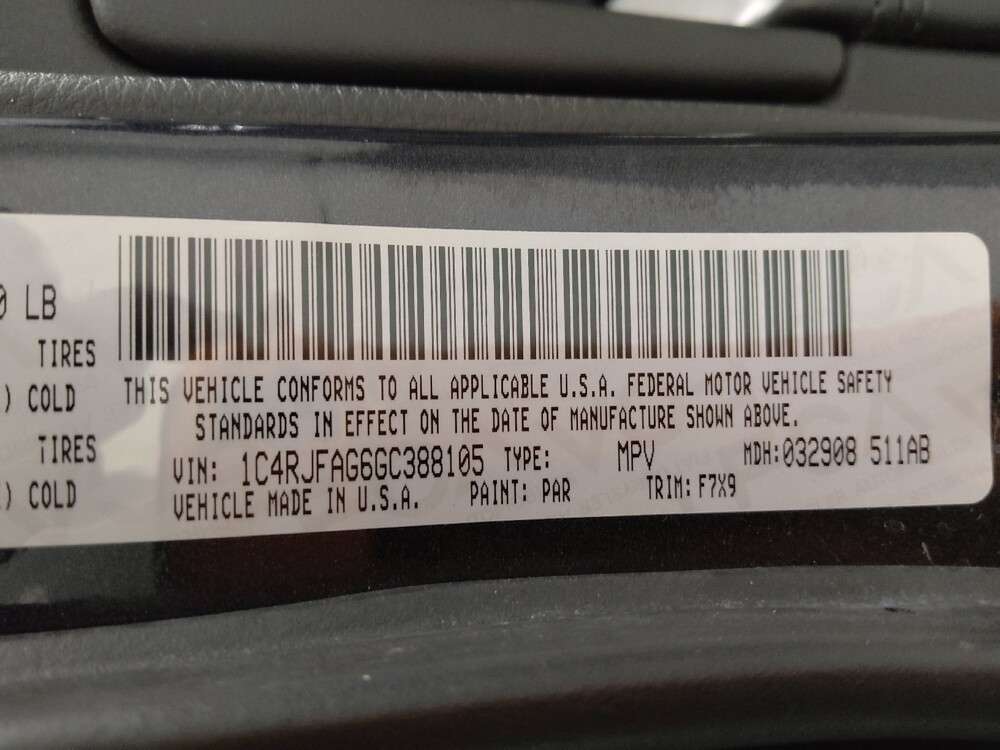 0 LB
TIRES
) COLD
TIRES
) COLD
THIS VEHICLE CONFORMS TO ALL APPLICABLE U.S.A. FEDERAL MOTOR VEHICLE SAFETY
STANDARDS IN EFFECT ON THE DATE OF MANUFACTURE SHOWN ABOVE.
VIN: 1C4RJFAG6GC388105 TYPE: MPV MDH:032908 511AB
VEHICLE MADE IN U.S.A. PAINT: PAR TRIM: F7X9